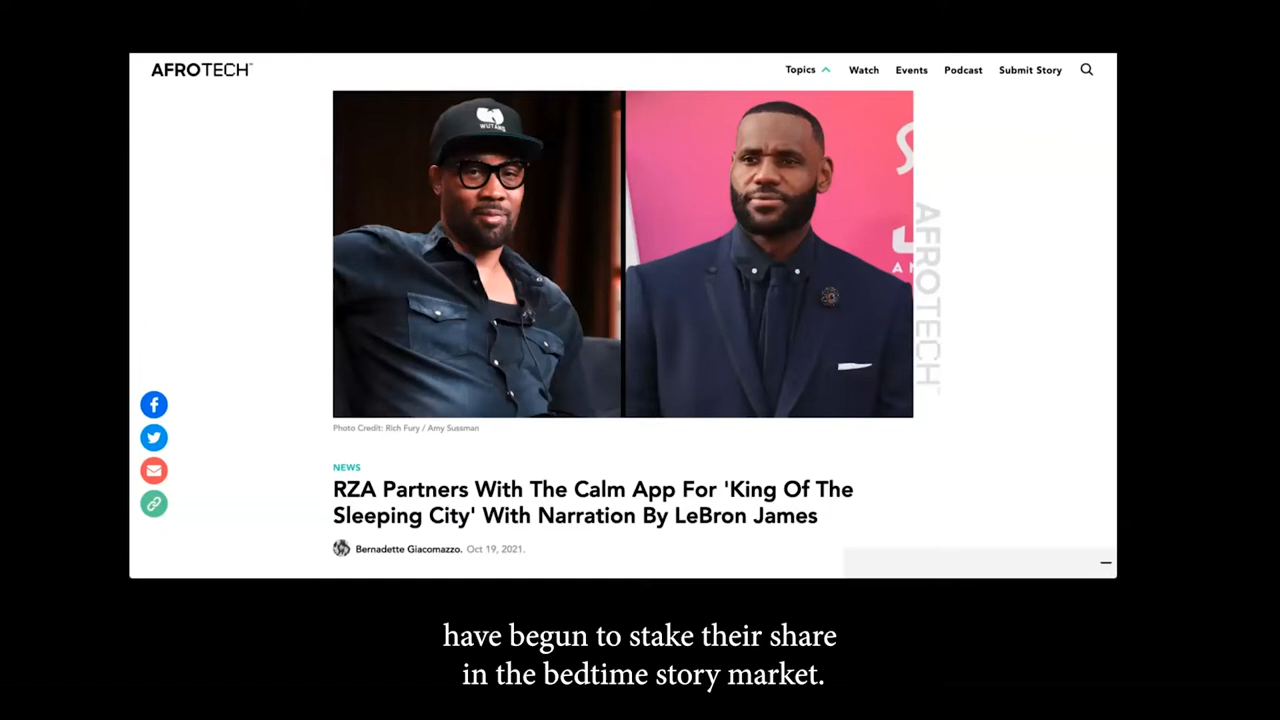 AFROTECH™
Topics Watch Events Podcast Submit Story
WUTANG
AFROTECH
Photo Credit: Rich Fury / Amy Sussman
NEWS
RZA Partners With The Calm App For 'King Of The
Sleeping City' With Narration By LeBron James
Bernadette Giacomazzo. Oct 19, 2021.
have begun to stake their share
in the bedtime story market.